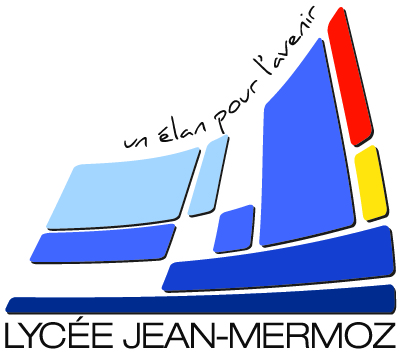 un élan pour l'avenir
LYCÉE JEAN-MERMOZ